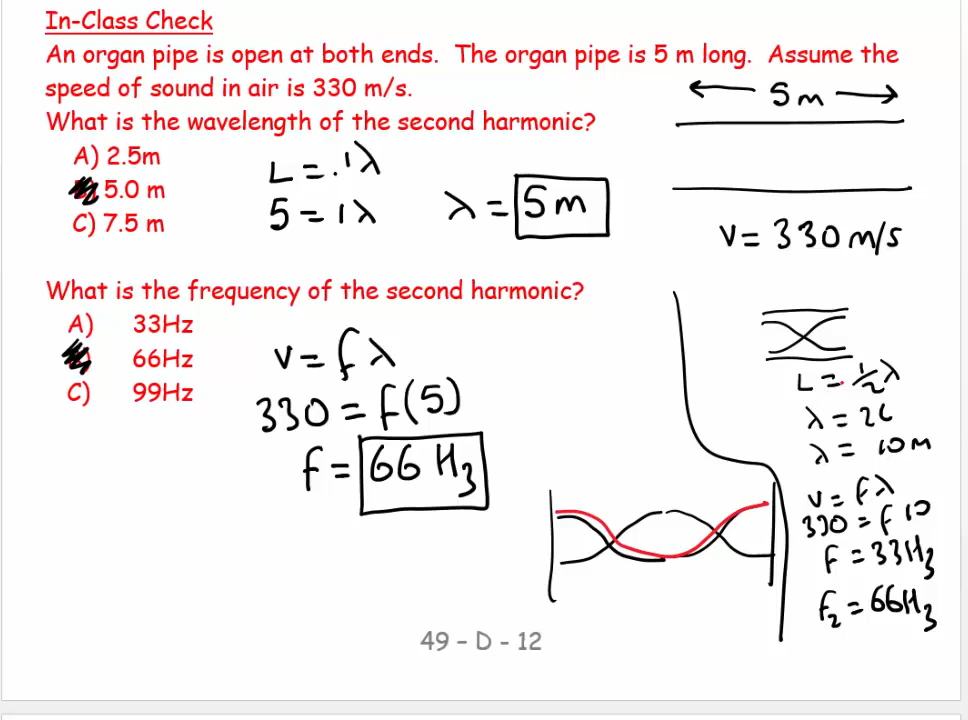 In-Class Check
An organ pipe is open at both ends. The organ pipe is 5 m long. Assume the
speed of sound in air is 330 m/s.
5m
What is the wavelength of the second harmonic?
A) 2.5m
5.0 m
C) 7.5 m
L = .1λ
5 = 1λ
λ = 5m
V = 330 m/s
What is the frequency of the second harmonic?
A) 33Hz
66Hz
C) 99Hz
v = fλ
330 = f(5)
f = 66 Hz
L = 1/2 λ
λ = 2L
λ = 10m
v = fλ
330 = f 10
f = 33Hz
f₂ = 66Hz
49 – D - 12